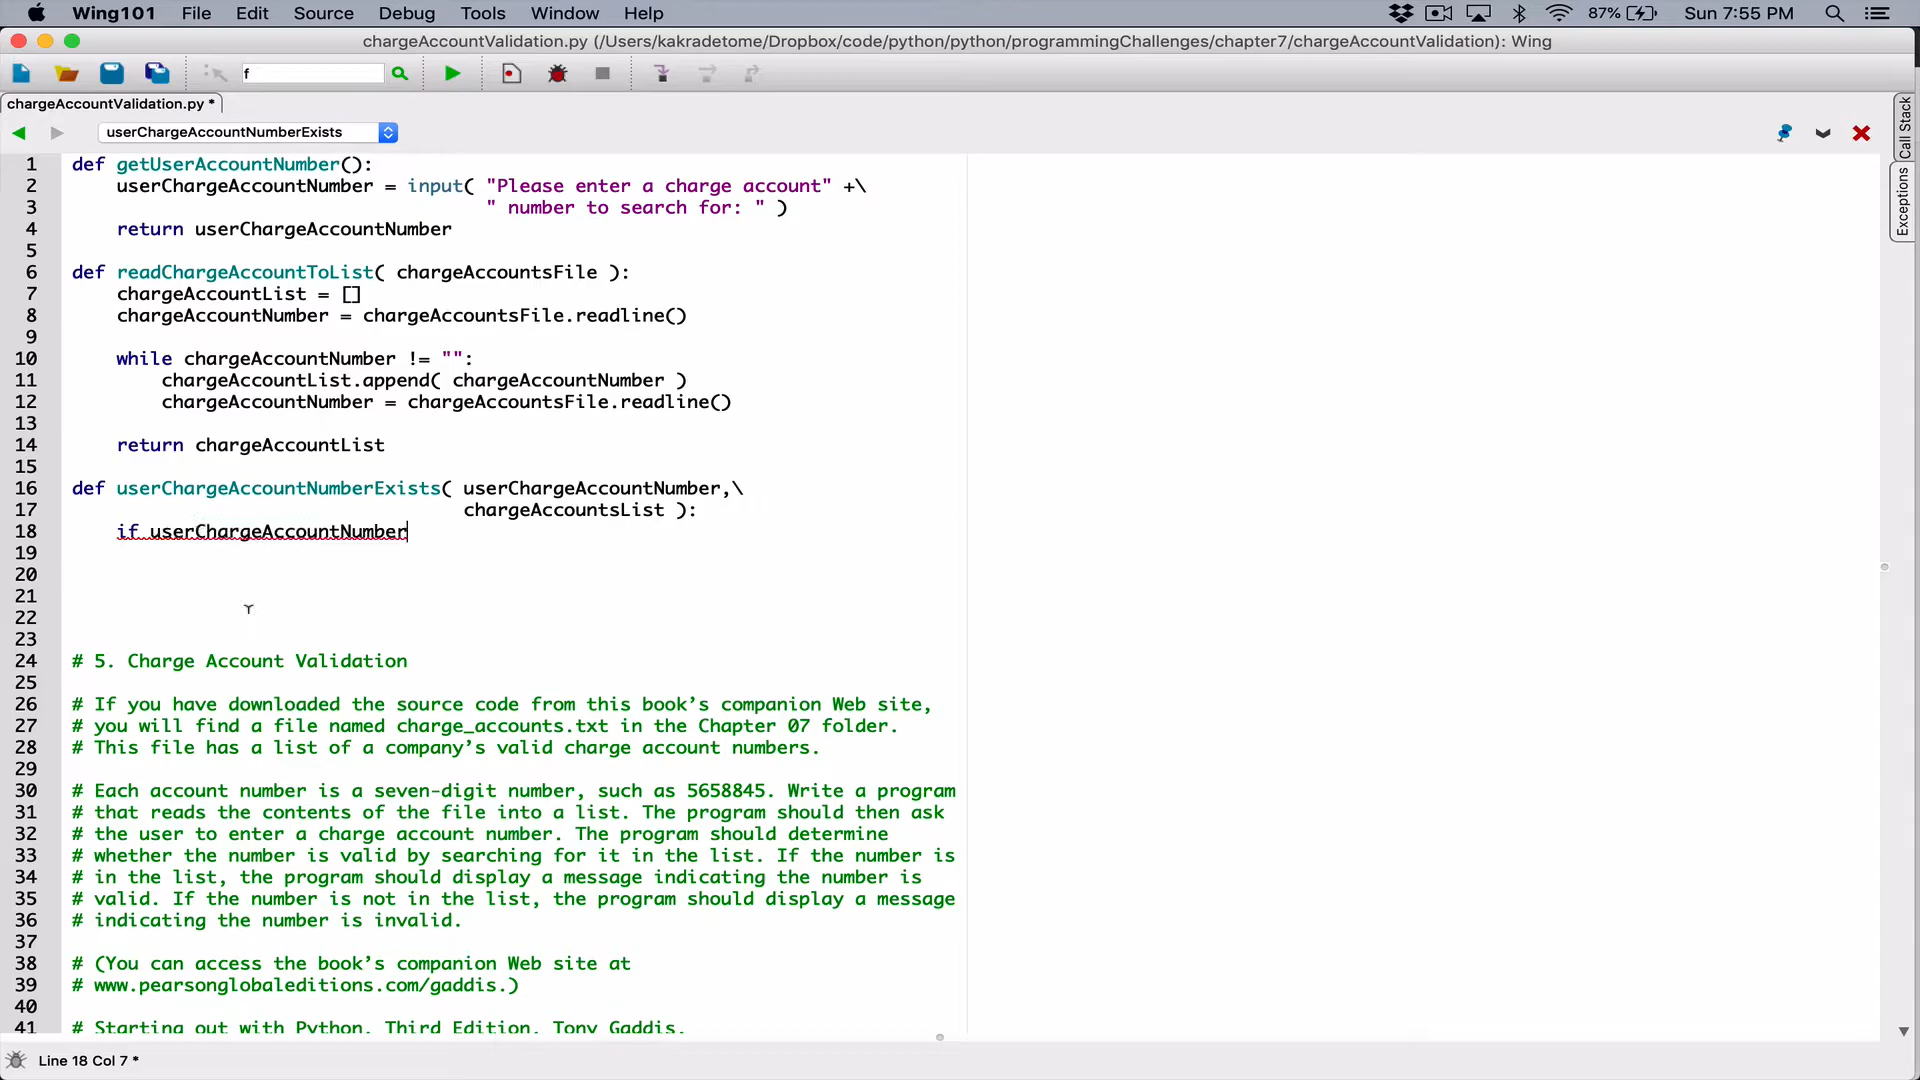 Wing101 File Edit Source Debug Tools Window Help 87% Sun 7:55 PM
chargeAccountValidation.py (/Users/kakradetome/Dropbox/code/python/python/programmingChallenges/chapter7/chargeAccountValidation): Wing
f
chargeAccountValidation.py *
userChargeAccountNumberExists
Call Stack
Exceptions
1 def getUserAccountNumber():
2 userChargeAccountNumber = input( "Please enter a charge account" +\
3 " number to search for: " )
4 return userChargeAccountNumber
5
6 def readChargeAccountToList( chargeAccountsFile ):
7 chargeAccountList = []
8 chargeAccountNumber = chargeAccountsFile.readline()
9
10 while chargeAccountNumber != "":
11 chargeAccountList.append( chargeAccountNumber )
12 chargeAccountNumber = chargeAccountsFile.readline()
13
14 return chargeAccountList
15
16 def userChargeAccountNumberExists( userChargeAccountNumber,\
17 chargeAccountsList ):
18 if userChargeAccountNumber
19
20
21
22
23
24 # 5. Charge Account Validation
25
26 # If you have downloaded the source code from this book’s companion Web site,
27 # you will find a file named charge_accounts.txt in the Chapter 07 folder.
28 # This file has a list of a company’s valid charge account numbers.
29
30 # Each account number is a seven-digit number, such as 5658845. Write a program
31 # that reads the contents of the file into a list. The program should then ask
32 # the user to enter a charge account number. The program should determine
33 # whether the number is valid by searching for it in the list. If the number is
34 # in the list, the program should display a message indicating the number is
35 # valid. If the number is not in the list, the program should display a message
36 # indicating the number is invalid.
37
38 # (You can access the book’s companion Web site at
39 # www.pearsonglobaleditions.com/gaddis.)
40
41 # Starting out with Python, Third Edition, Tony Gaddis.
Line 18 Col 7 *